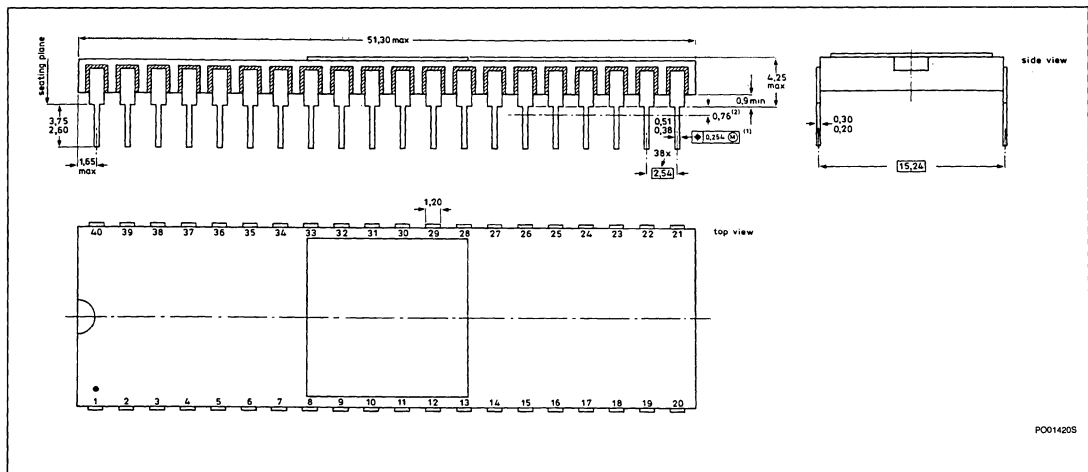 51,30 max
seating plane
side view
4,25
max
0,9 min
0,76 (2)
3,75
2,60
0,51
0,38
0,254 M (1)
0,30
0,20
1,65
max
38x
2,54
15,24
1,20
40 39 38 37 36 35 34 33 32 31 30 29 28 27 26 25 24 23 22 21
top view
1 2 3 4 5 6 7 8 9 10 11 12 13 14 15 16 17 18 19 20
PO01420S